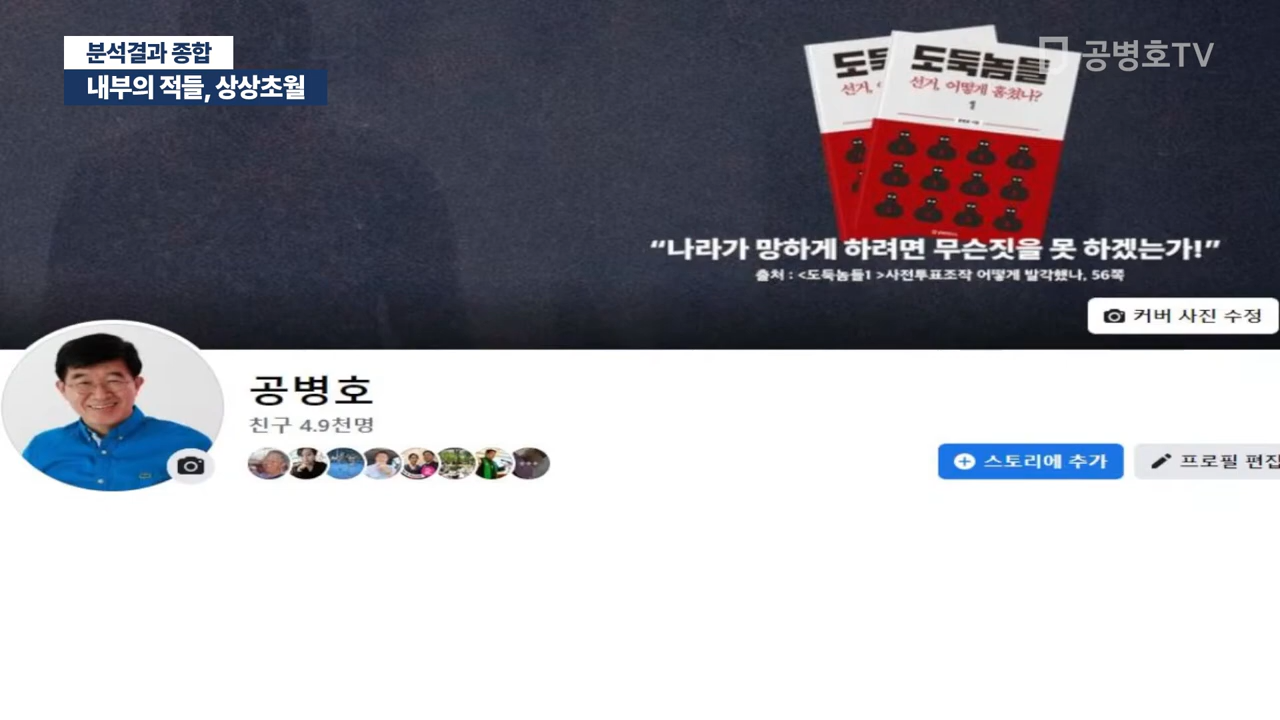 분석결과 종합
내부의 적들, 상상초월
공병호TV
도둑
선거,
도둑놈들
선거, 어떻게 훔쳤나?
1
“나라가 망하게 하려면 무슨짓을 못 하겠는가!”
출처 : <도둑놈들1 >사전투표조작 어떻게 발각했나, 56쪽
커버 사진 수정
공병호
친구 4.9천명
스토리에 추가
프로필 편집